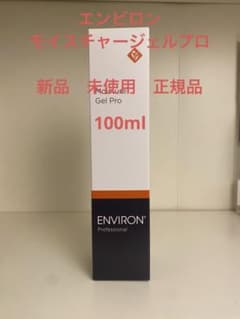 エンビロン
モイスチャージェルプロ
新品　未使用　正規品
Gel Pro
100ml
ENVIRON®
Professional